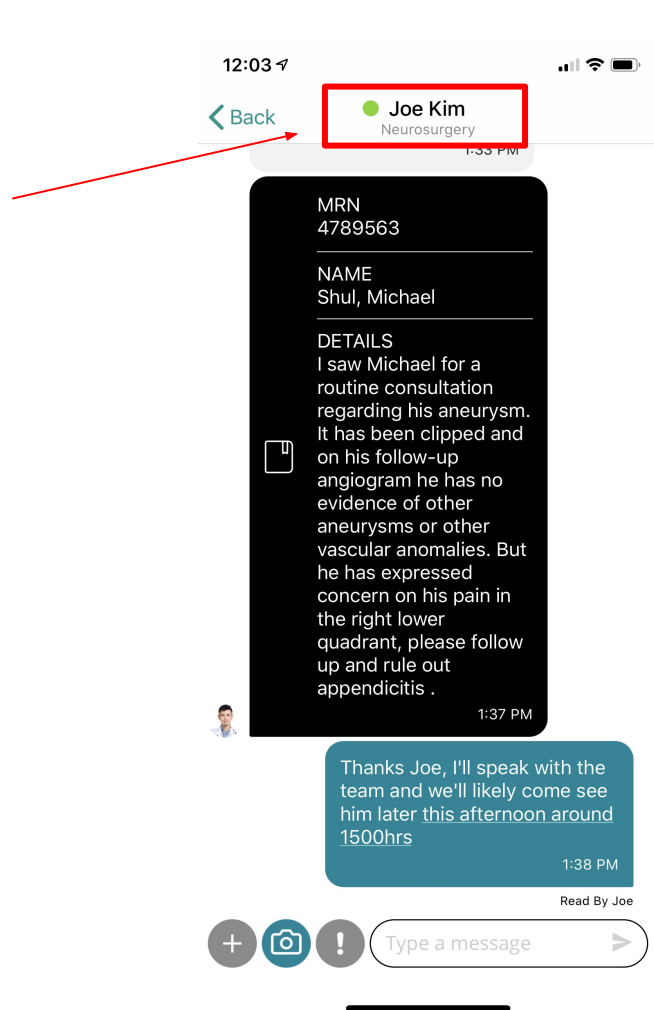 12:03
Back
Joe Kim
Neurosurgery
1:33 PM
MRN
4789563
NAME
Shul, Michael
DETAILS
I saw Michael for a
routine consultation
regarding his aneurysm.
It has been clipped and
on his follow-up
angiogram he has no
evidence of other
aneurysms or other
vascular anomalies. But
he has expressed
concern on his pain in
the right lower
quadrant, please follow
up and rule out
appendicitis .
1:37 PM
Thanks Joe, I'll speak with the
team and we'll likely come see
him later this afternoon around
1500hrs
1:38 PM
Read By Joe
Type a message